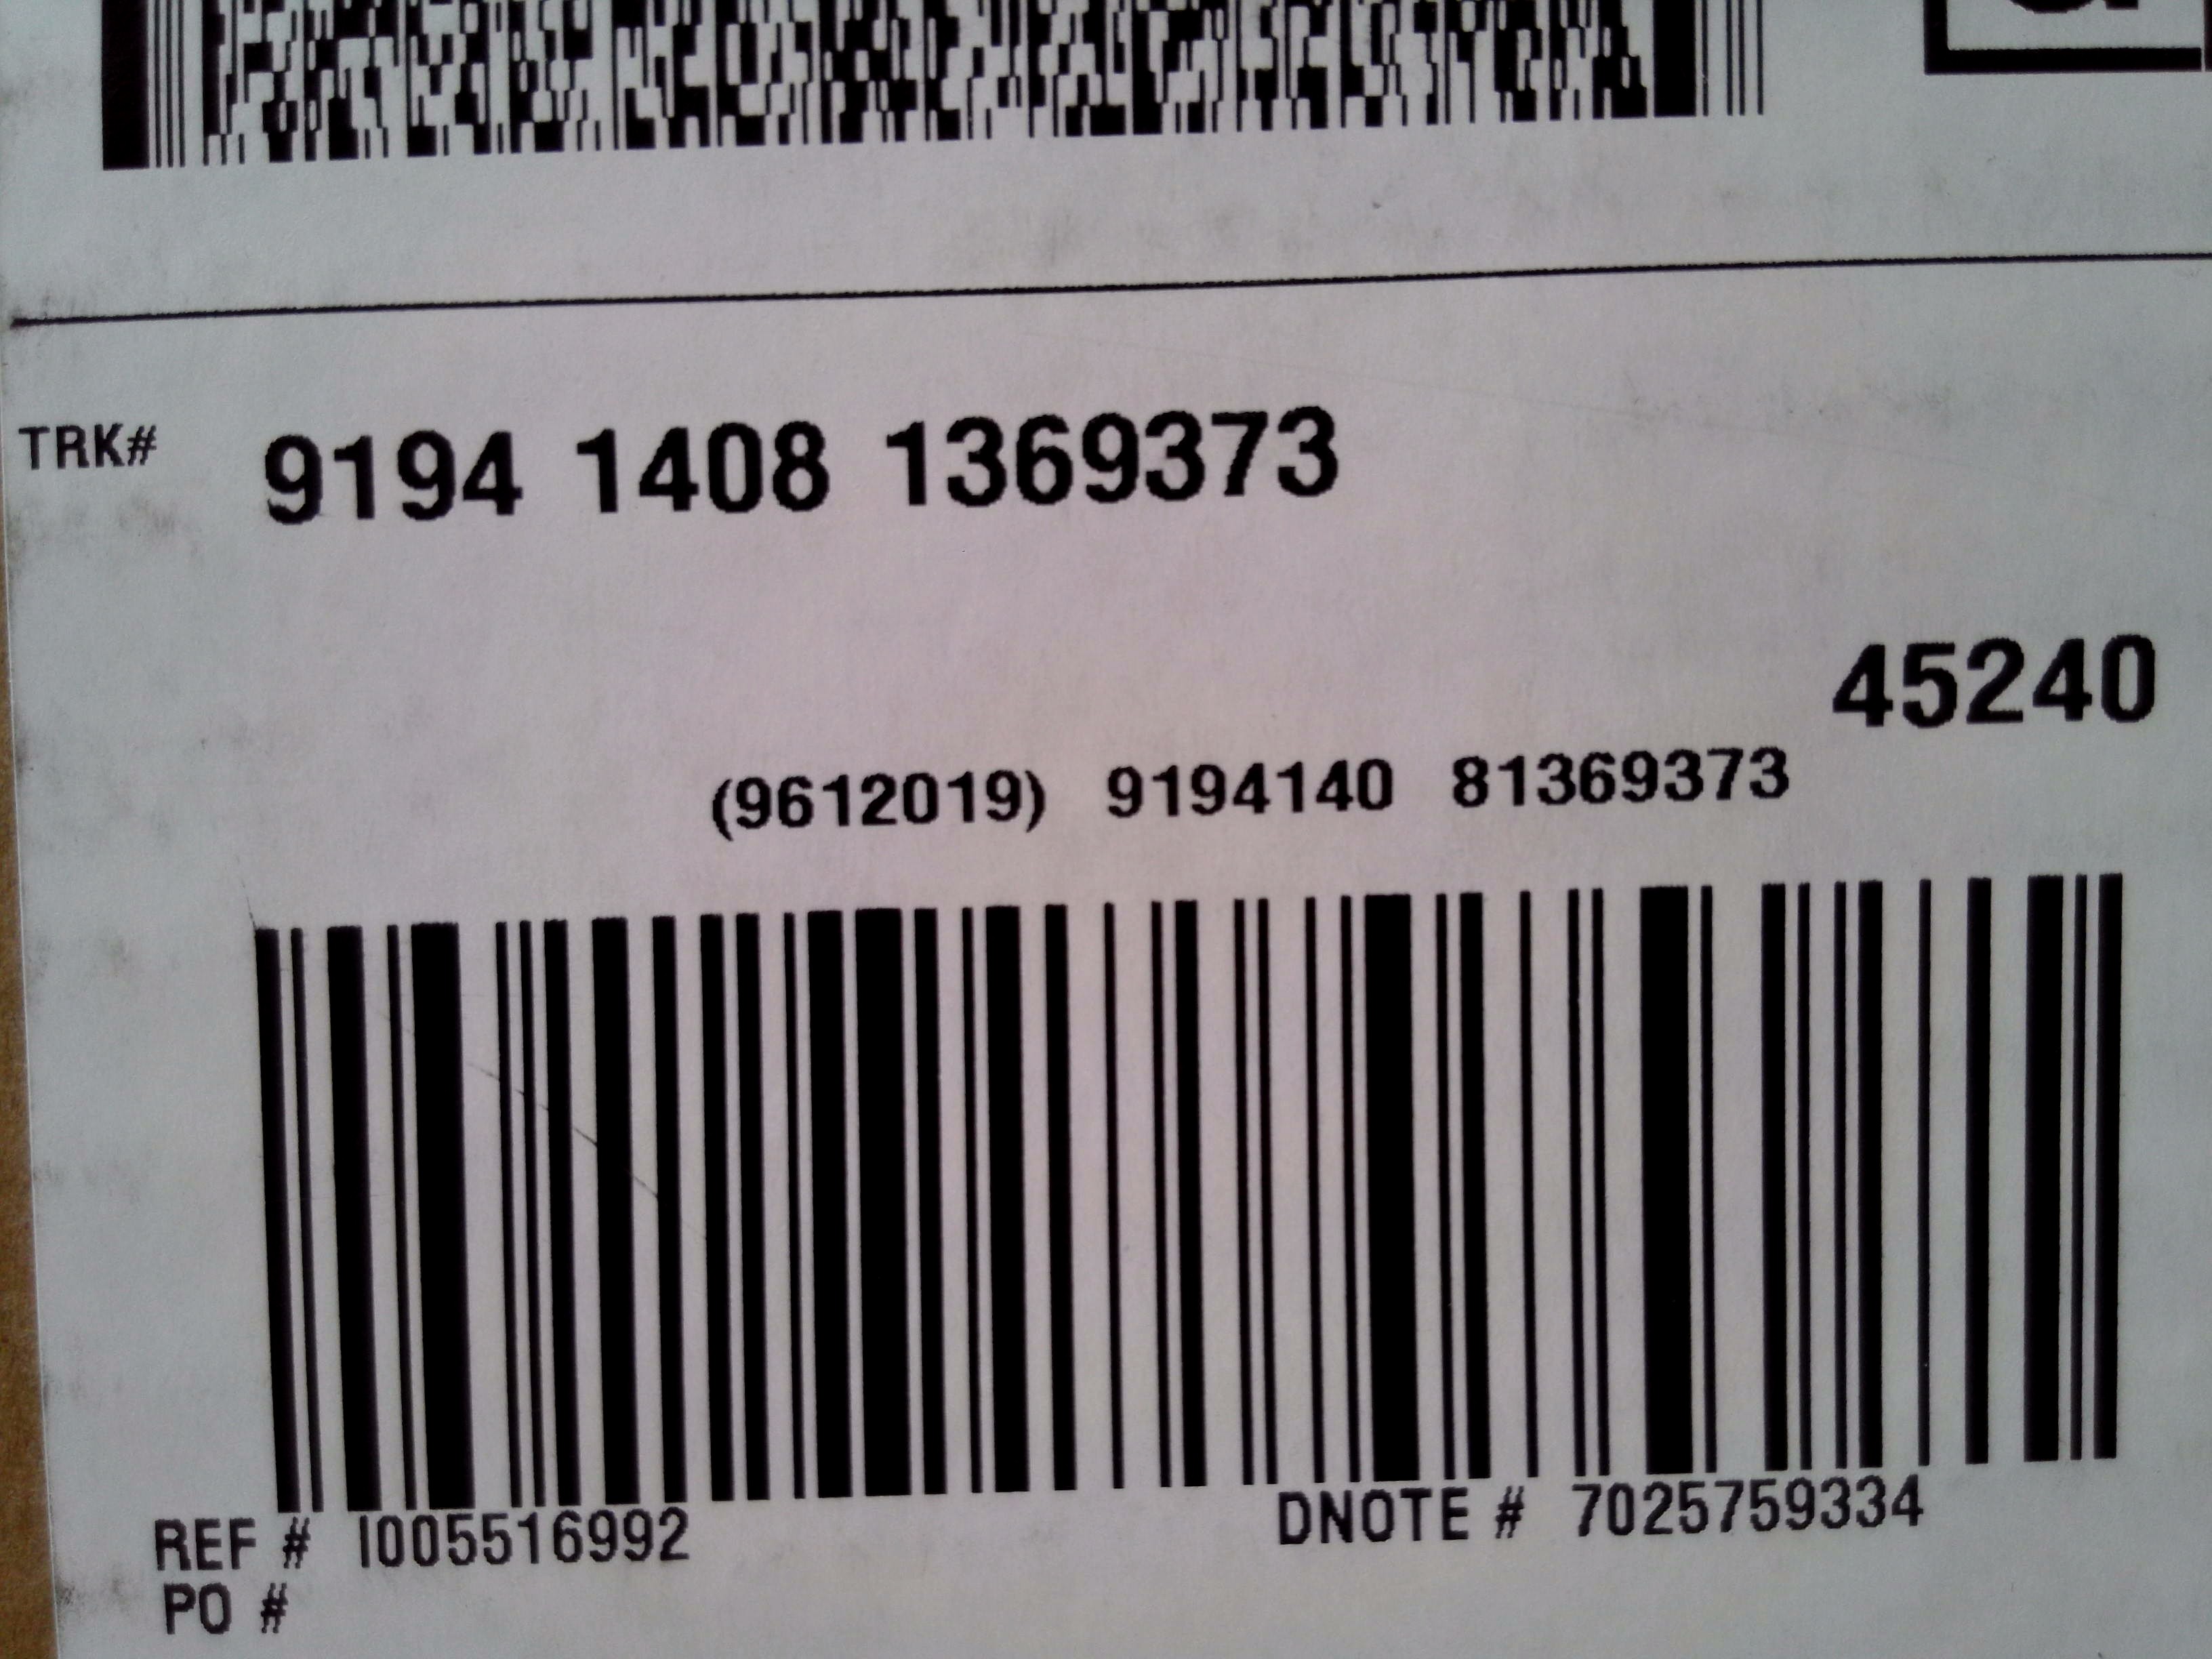 TRK# 9194 1408 1369373
45240
(9612019) 9194140 81369373
REF # I005516992 DNOTE # 7025759334
PO #